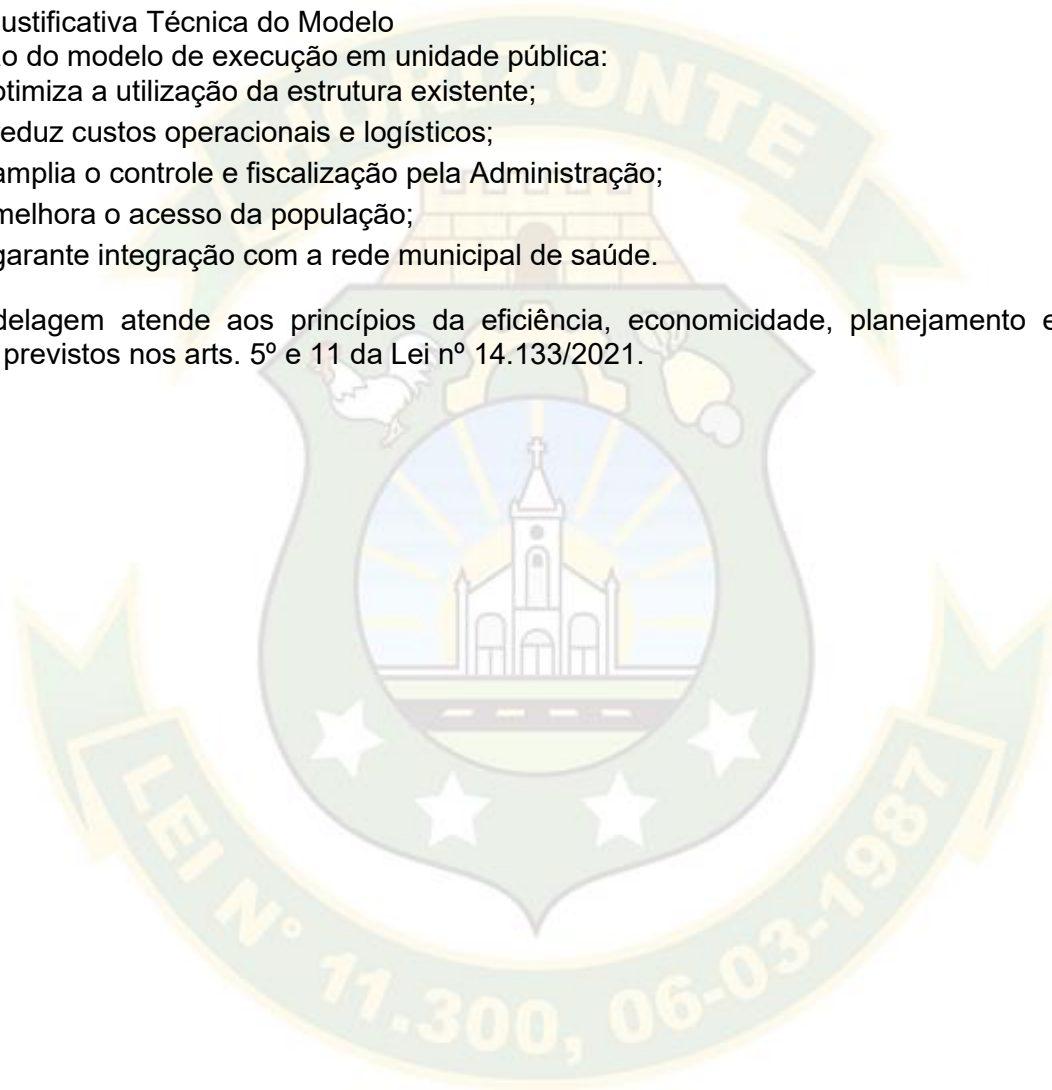 ustificativa Técnica do Modelo
o do modelo de execução em unidade pública:
otimiza a utilização da estrutura existente;
eduz custos operacionais e logísticos;
amplia o controle e fiscalização pela Administração;
melhora o acesso da população;
garante integração com a rede municipal de saúde.
delagem atende aos princípios da eficiência, economicidade, planejamento e
previstos nos arts. 5º e 11 da Lei nº 14.133/2021.
HORIZONTE
LEI Nº 11.300, 06-03-1987